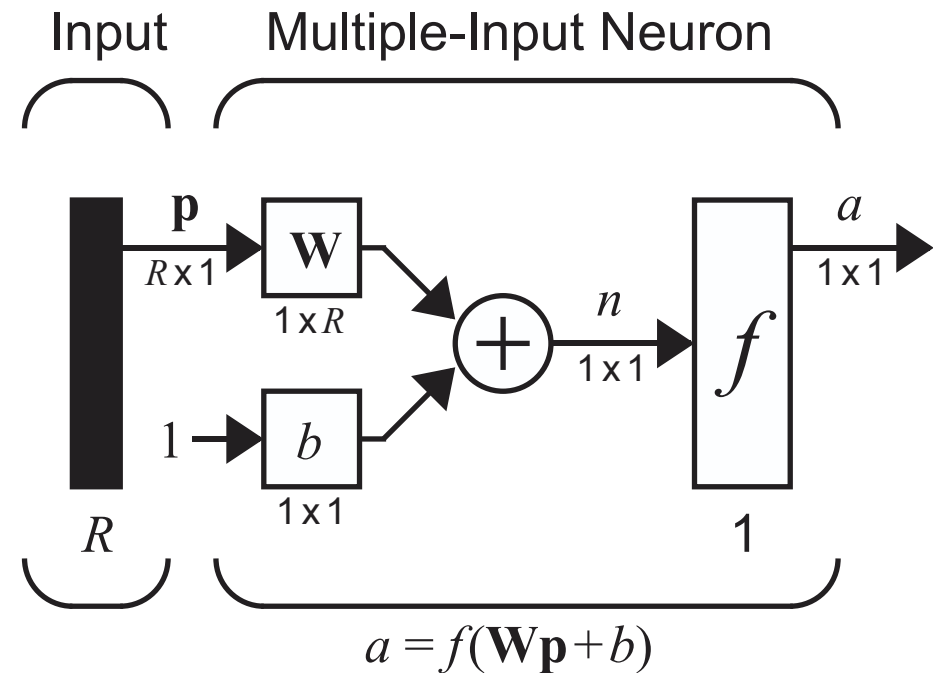 Input Multiple-Input Neuron
p a
R x 1 W 1 x 1
1 x R n
f
1 x 1
1 b
1 x 1
R 1
a = f(Wp + b)